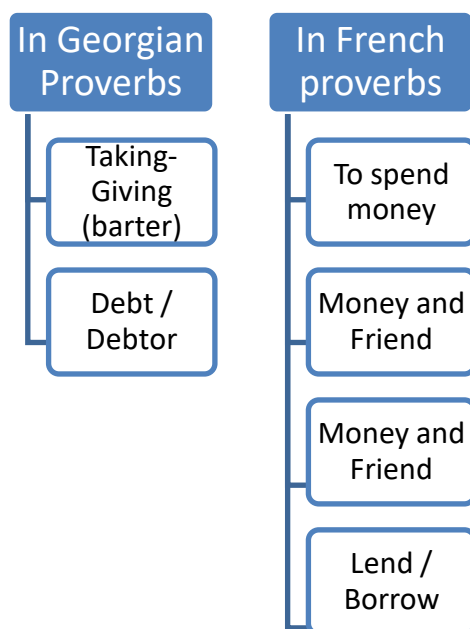 In Georgian
Proverbs
Taking-
Giving
(barter)
Debt /
Debtor
In French
proverbs
To spend
money
Money and
Friend
Money and
Friend
Lend /
Borrow